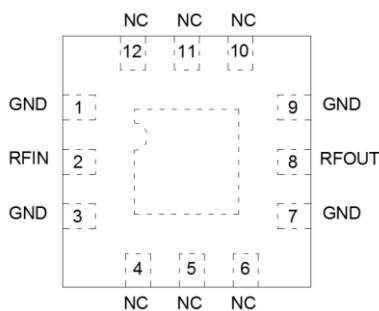 NC NC NC
12 11 10
GND 1 9 GND
RFIN 2 8 RFOUT
GND 3 7 GND
4 5 6
NC NC NC